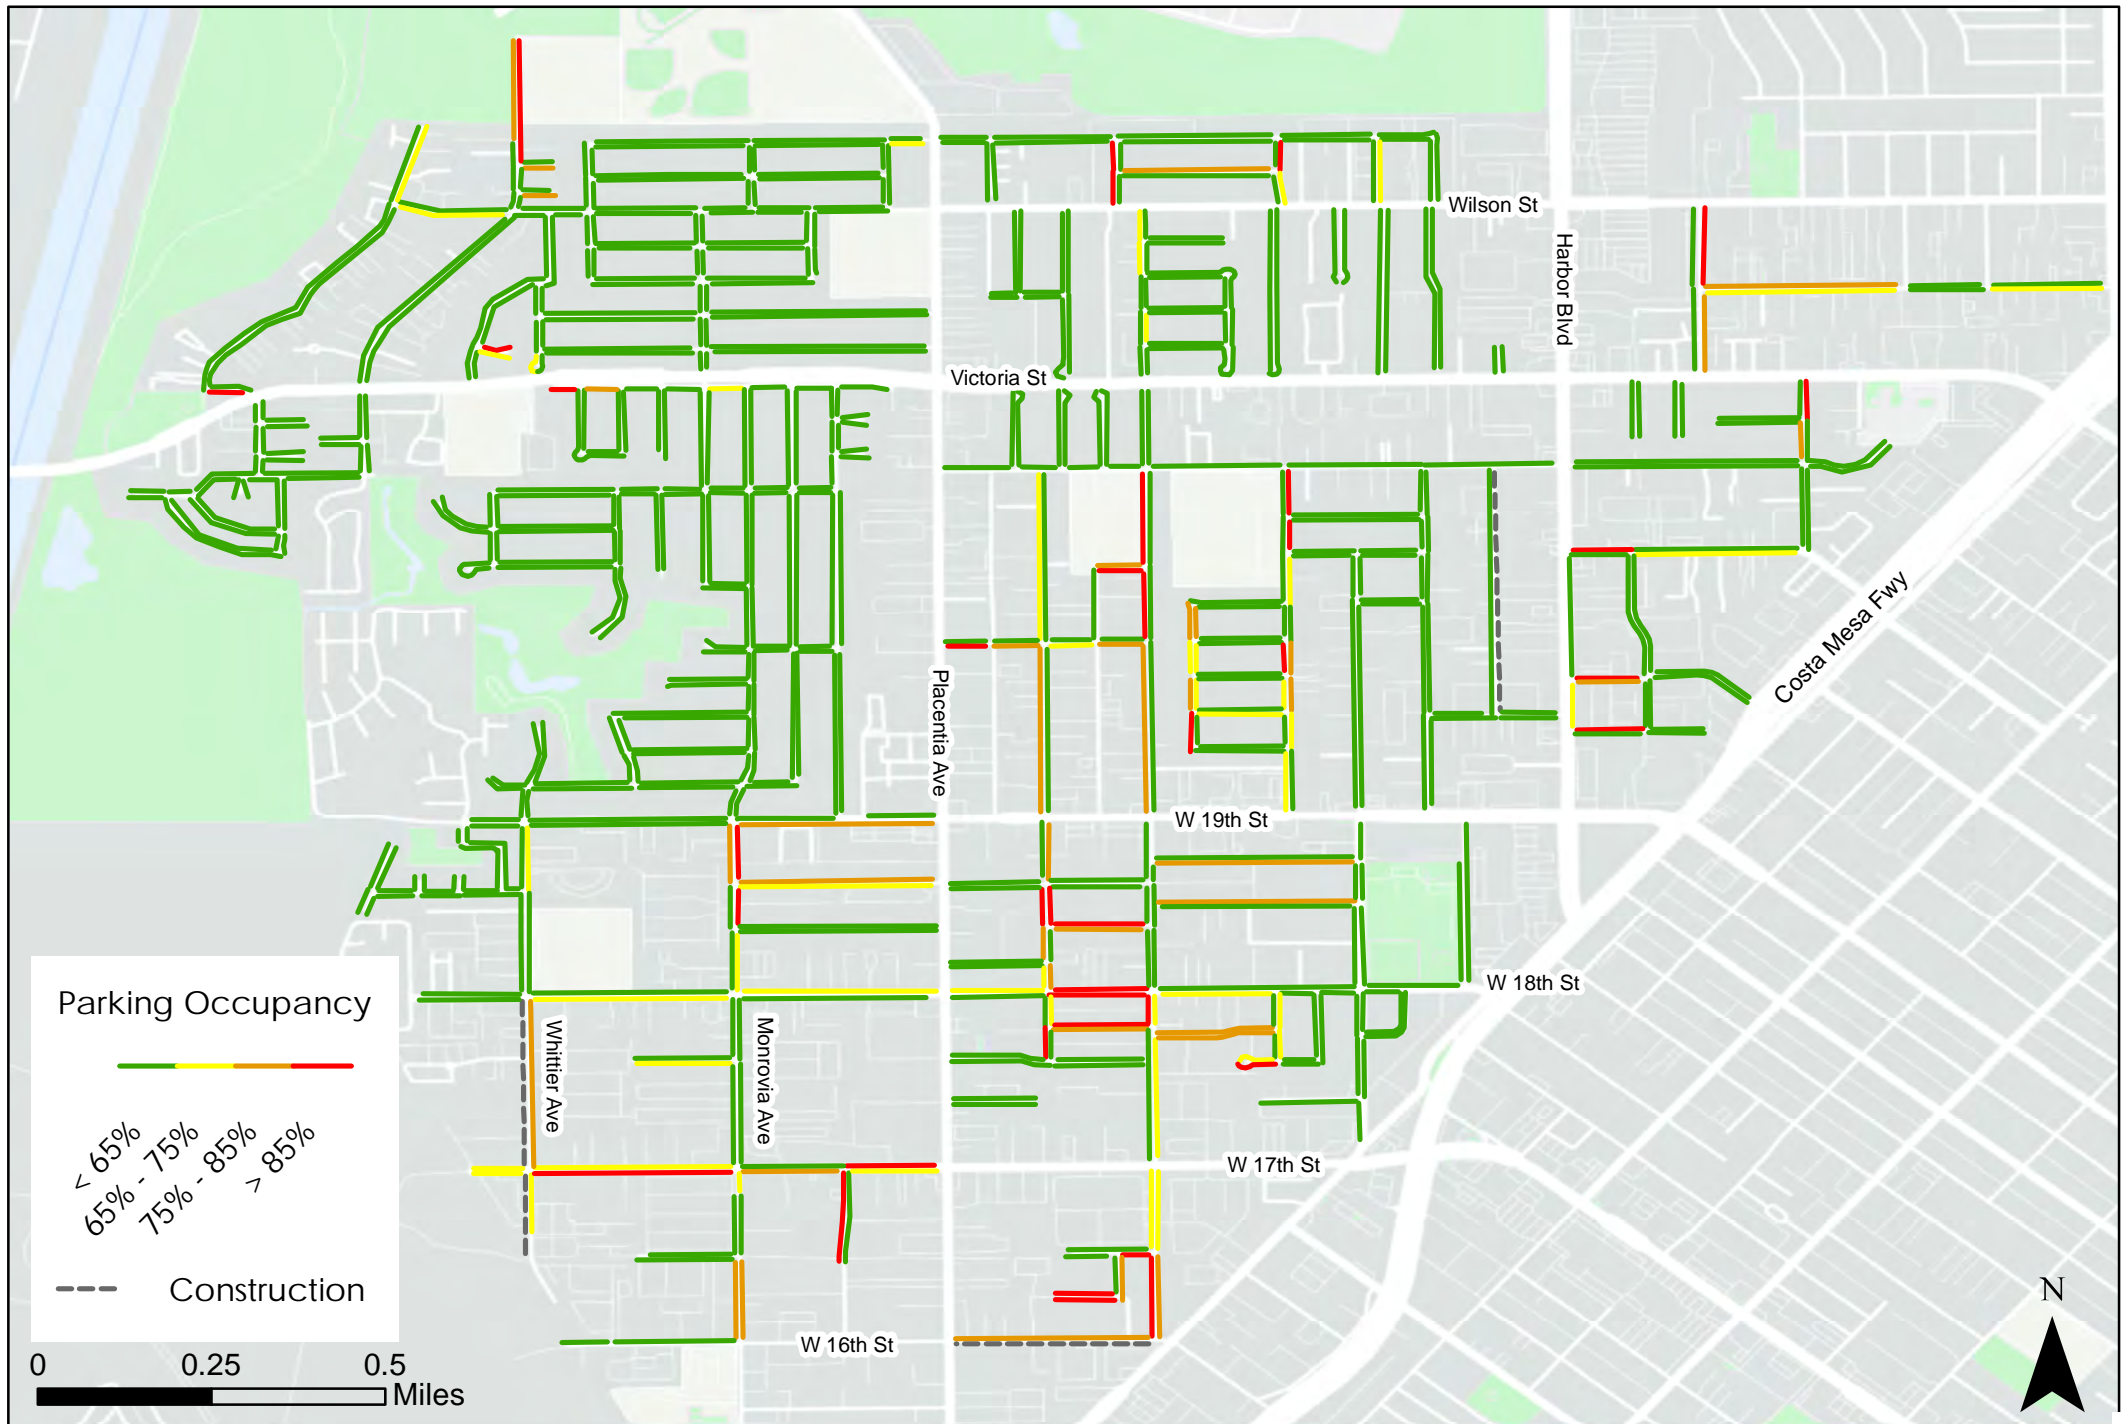 Wilson St
Harbor Blvd
Victoria St
Costa Mesa Fwy
Placentia Ave
W 19th St
W 18th St
Parking Occupancy
< 65%
65% - 75%
75% - 85%
> 85%
Construction
Whittier Ave
Monrovia Ave
W 17th St
W 16th St
N
0 0.25 0.5
Miles